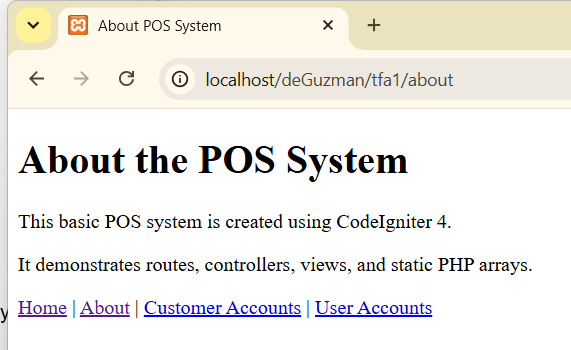 About POS System
localhost/deGuzman/tfa1/about
About the POS System
This basic POS system is created using CodeIgniter 4.
It demonstrates routes, controllers, views, and static PHP arrays.
Home | About | Customer Accounts | User Accounts